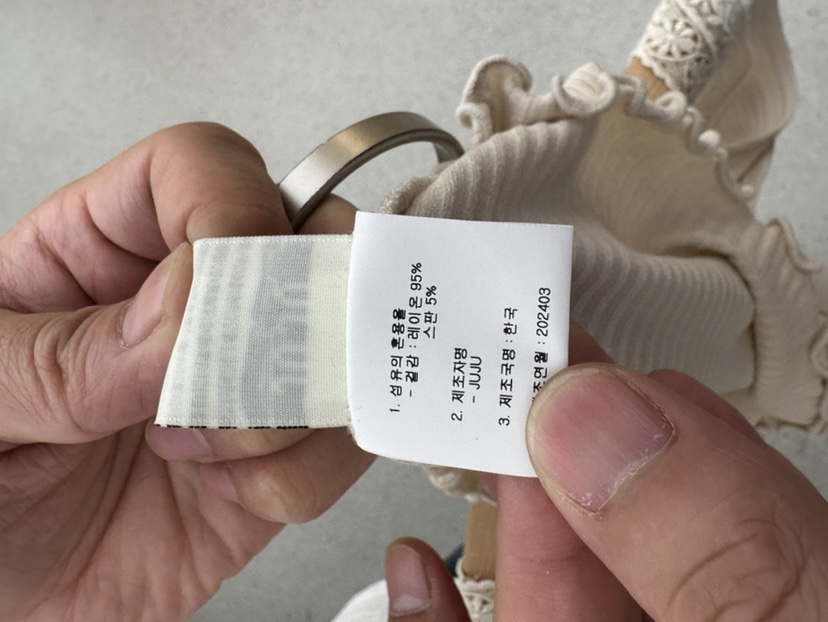 1. 섬유의 혼용율
- 겉감 : 레이온 95%
스판 5%
2. 제조자명
- JUJU
3. 제조국명 : 한국
조연월 : 202403